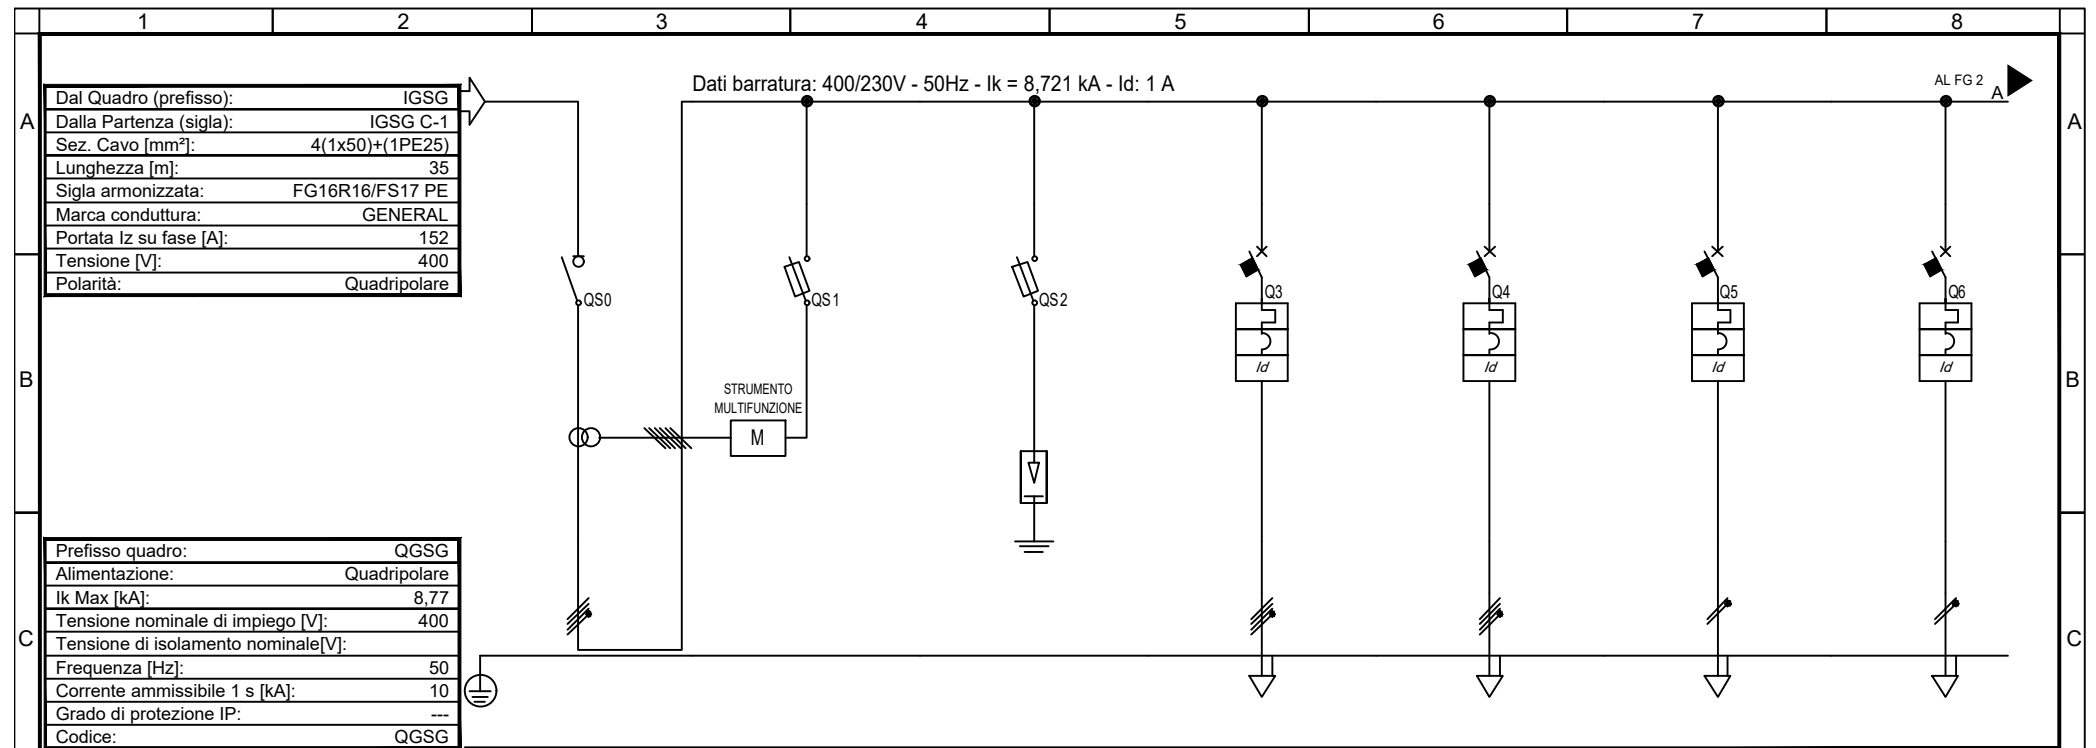 1 2 3 4 5 6 7 8
Dati barratura: 400/230V - 50Hz - Ik = 8,721 kA - Id: 1 A
AL FG 2
A
A A
Dal Quadro (prefisso): IGSG
Dalla Partenza (sigla): IGSG C-1
Sez. Cavo [mm²]: 4(1x50)+(1PE25)
Lunghezza [m]: 35
Sigla armonizzata: FG16R16/FS17 PE
Marca conduttura: GENERAL
Portata Iz su fase [A]: 152
Tensione [V]: 400
Polarità: Quadripolare
QS0 QS1 QS2 Q3 Q4 Q5 Q6
Id Id Id Id
B B
STRUMENTO
MULTIFUNZIONE
M
Prefisso quadro: QGSG
Alimentazione: Quadripolare
Ik Max [kA]: 8,77
Tensione nominale di impiego [V]: 400
Tensione di isolamento nominale[V]:
Frequenza [Hz]: 50
Corrente ammissibile 1 s [kA]: 10
Grado di protezione IP: ---
Codice: QGSG
C C